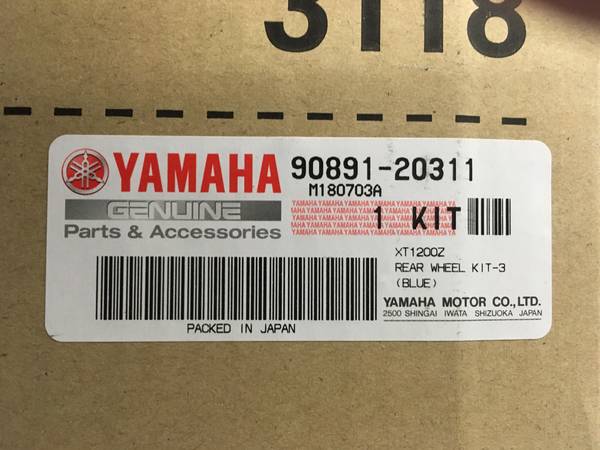 3118
YAMAHA 90891-20311
M180703A
GENUINE
Parts & Accessories
1 KIT
XT1200Z
REAR WHEEL KIT-3
(BLUE)
YAMAHA MOTOR CO.,LTD.
2500 SHINGAI IWATA SHIZUOKA JAPAN
PACKED IN JAPAN